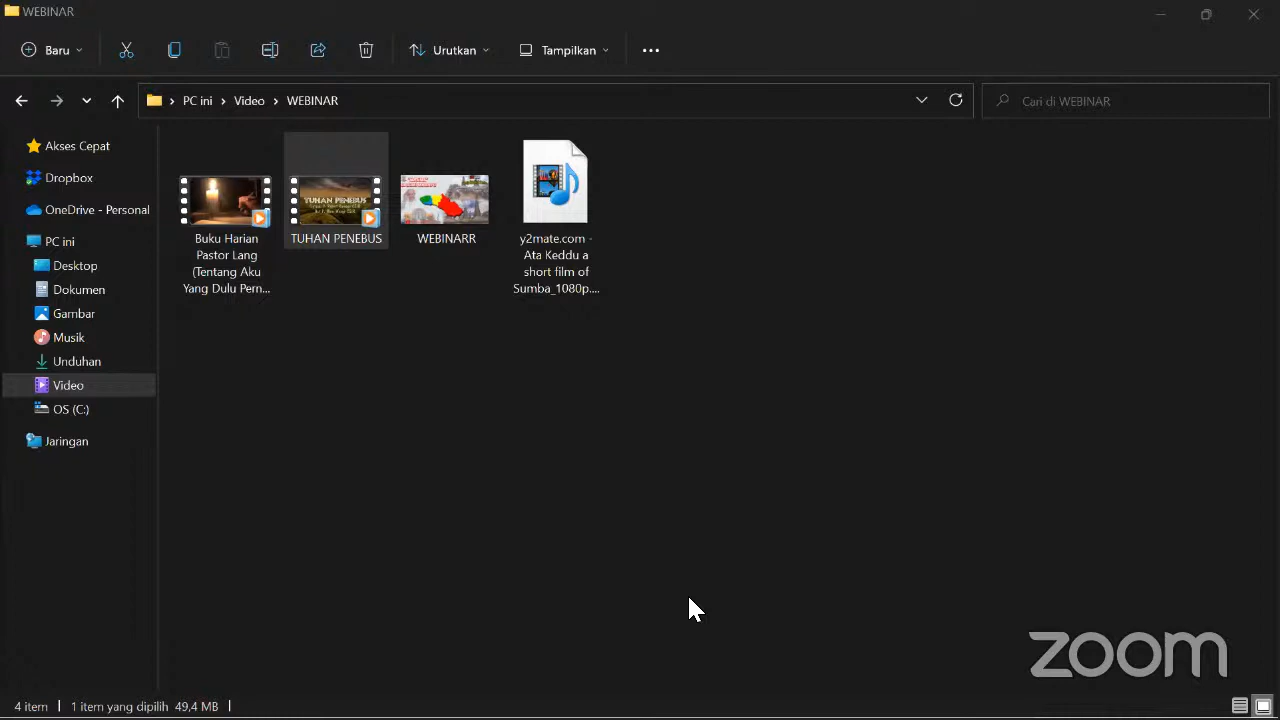 WEBINAR
Baru
Urutkan
Tampilkan
PC ini
Video
WEBINAR
Cari di WEBINAR
Akses Cepat
Dropbox
OneDrive - Personal
PC ini
Desktop
Dokumen
Gambar
Musik
Unduhan
Video
OS (C:)
Jaringan
Buku Harian
Pastor Lang
(Tentang Aku
Yang Dulu Pern...
TUHAN PENEBUS
TUHAN PENEBUS
WEBINARR
y2mate.com -
Ata Keddu a
short film of
Sumba_1080p....
zoom
4 item
1 item yang dipilih 49,4 MB